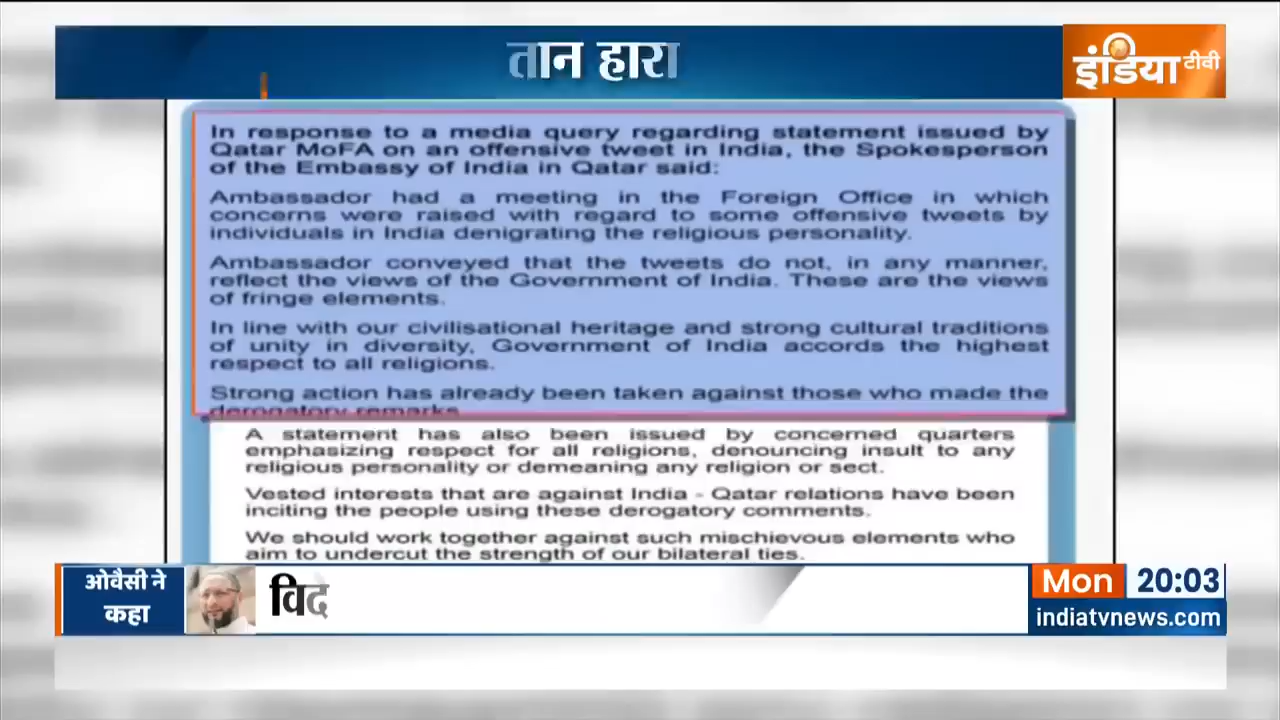 तान हारा
इंडिया टीवी
In response to a media query regarding statement issued by
Qatar MoFA on an offensive tweet in India, the Spokesperson
of the Embassy of India in Qatar said:
Ambassador had a meeting in the Foreign Office in which
concerns were raised with regard to some offensive tweets by
individuals in India denigrating the religious personality.
Ambassador conveyed that the tweets do not, in any manner,
reflect the views of the Government of India. These are the views
of fringe elements.
In line with our civilisational heritage and strong cultural traditions
of unity in diversity, Government of India accords the highest
respect to all religions.
Strong action has already been taken against those who made the
derogatory remarks.
A statement has also been issued by concerned quarters
emphasizing respect for all religions, denouncing insult to any
religious personality or demeaning any religion or sect.
Vested interests that are against India - Qatar relations have been
inciting the people using these derogatory comments.
We should work together against such mischievous elements who
aim to undercut the strength of our bilateral ties.
ओवैसी ने
कहा
विद
Mon 20:03
indiatvnews.com